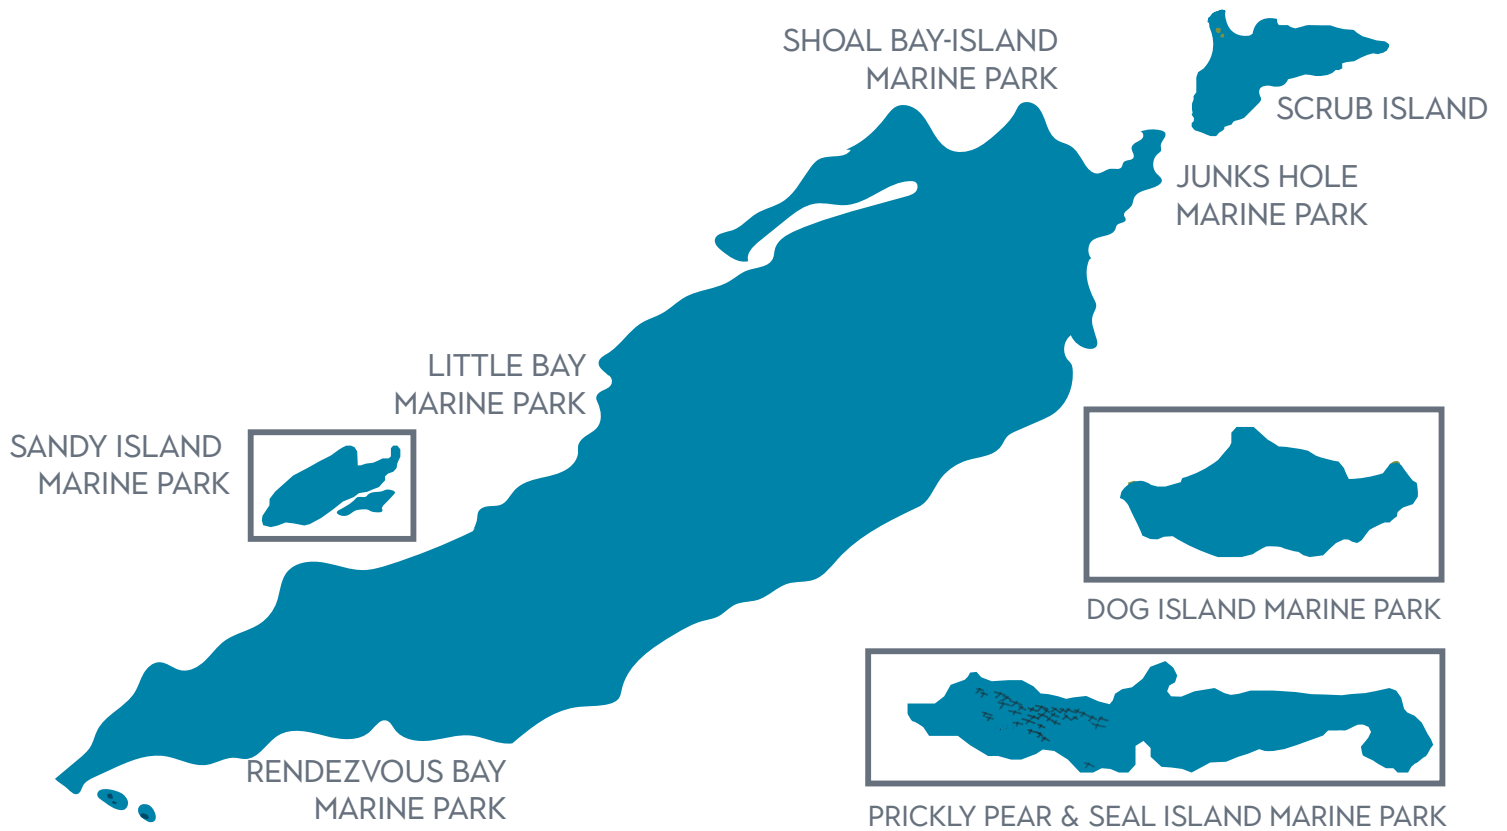 SHOAL BAY-ISLAND
MARINE PARK
SCRUB ISLAND
JUNKS HOLE
MARINE PARK
LITTLE BAY
MARINE PARK
SANDY ISLAND
MARINE PARK
DOG ISLAND MARINE PARK
RENDEZVOUS BAY
MARINE PARK
PRICKLY PEAR & SEAL ISLAND MARINE PARK